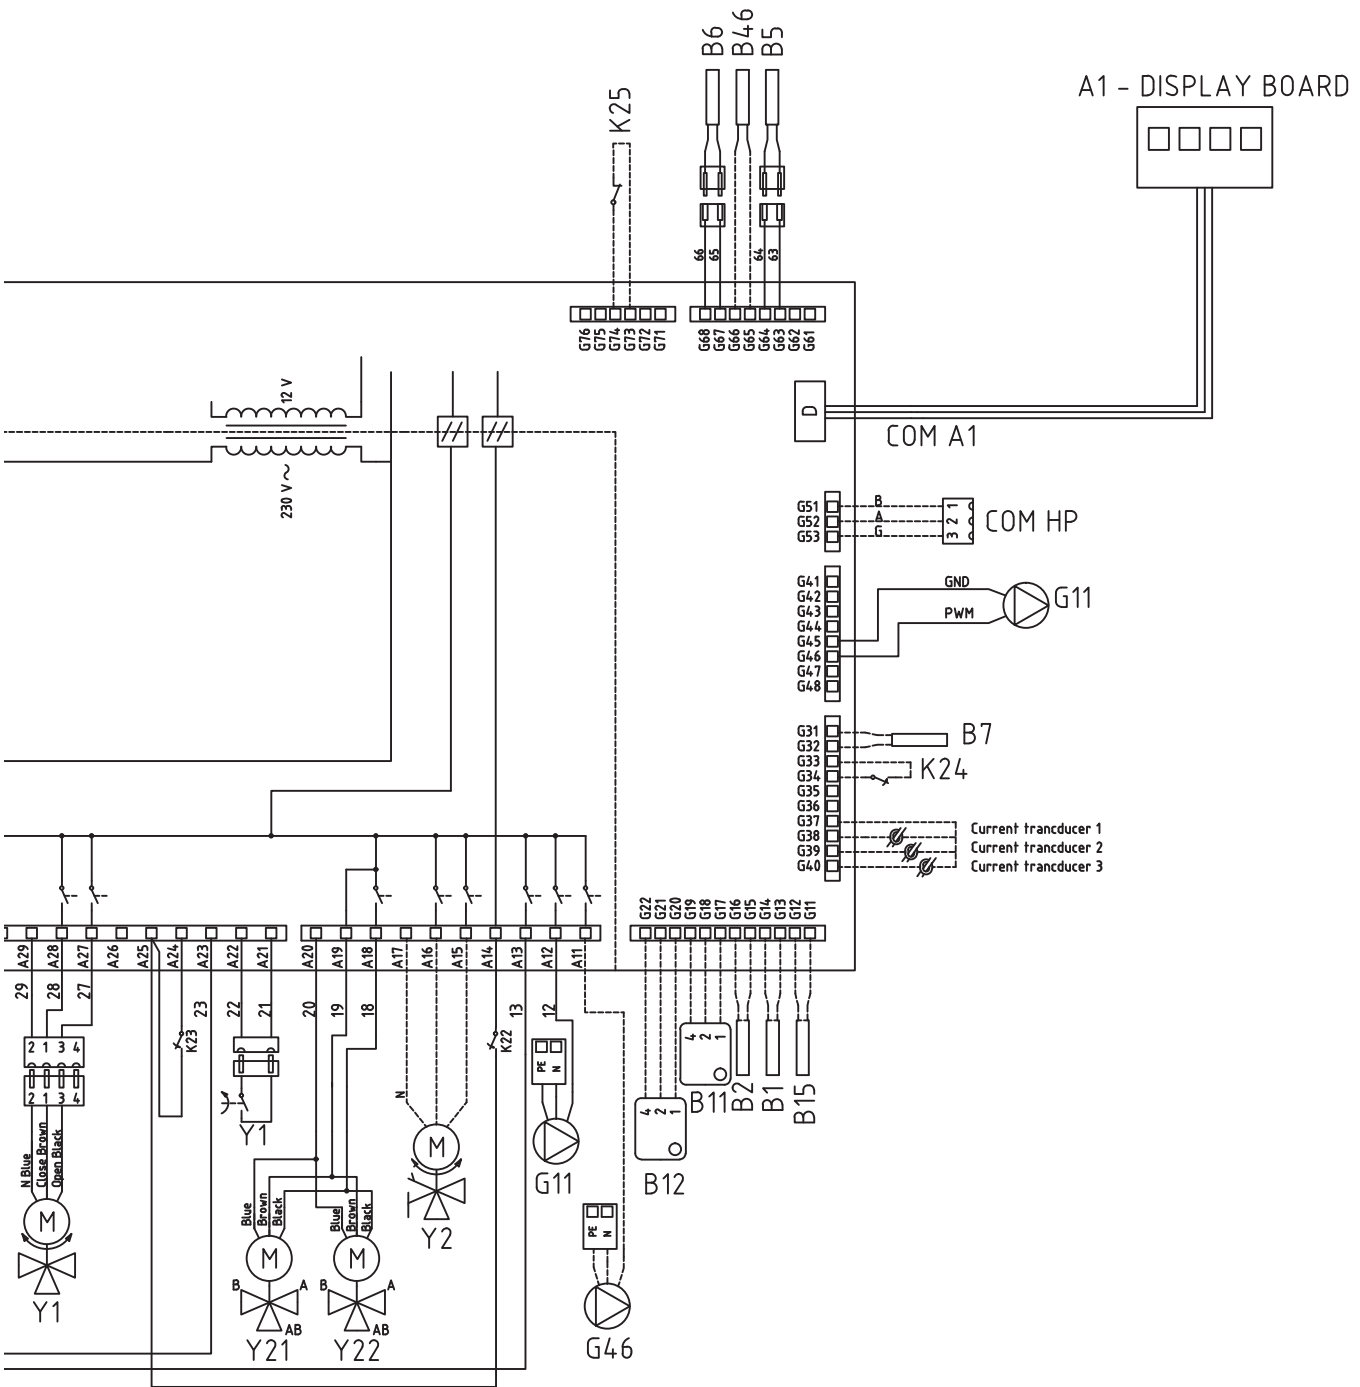 B6
B46
B5
K25
A1 - DISPLAY BOARD
66
65
64
63
G76
G75
G74
G73
G72
G71
G68
G67
G66
G65
G64
G63
G62
G61
12 V
230 V ~
D
COM A1
G51
G52
G53
B
A
G
1
2
3
COM HP
G41
G42
G43
G44
G45
G46
G47
G48
GND
PWM
G11
G31
G32
G33
G34
G35
G36
G37
G38
G39
G40
B7
K24
Current trancducer 1
Current trancducer 2
Current trancducer 3
G22
G21
G20
G19
G18
G17
G16
G15
G14
G13
G12
G11
A29
A28
A27
A26
A25
A24
A23
A22
A21
A20
A19
A18
A17
A16
A15
A14
A13
A12
A11
29
28
27
23
22
21
20
19
18
13
12
K23
K22
2 1 3 4
2 1 3 4
PE
N
N
4 2 1
4 2 1
B11
B2
B1
B15
B12
Y1
N Blue
Close Brown
Open Black
M
Y1
Blue
Brown
Black
Blue
Brown
Black
M
M
M
Y2
G11
B
A
AB
B
A
AB
Y21
Y22
PE
N
G46